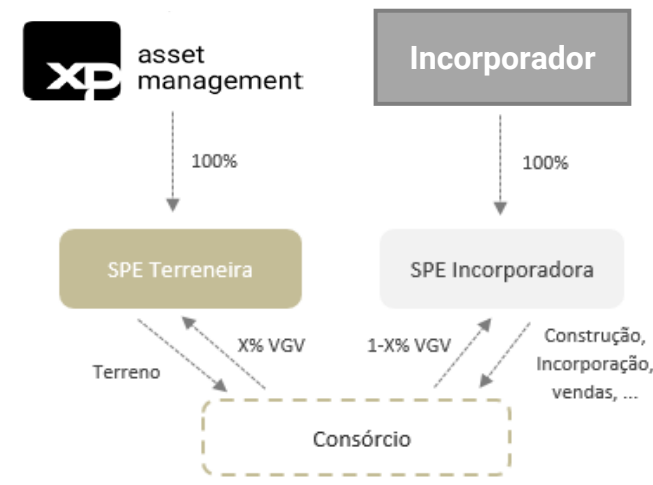 xp asset
management
Incorporador
100%
100%
SPE Terreneira
SPE Incorporadora
Terreno
X% VGV
1-X% VGV
Construção,
Incorporação,
vendas, ...
Consórcio